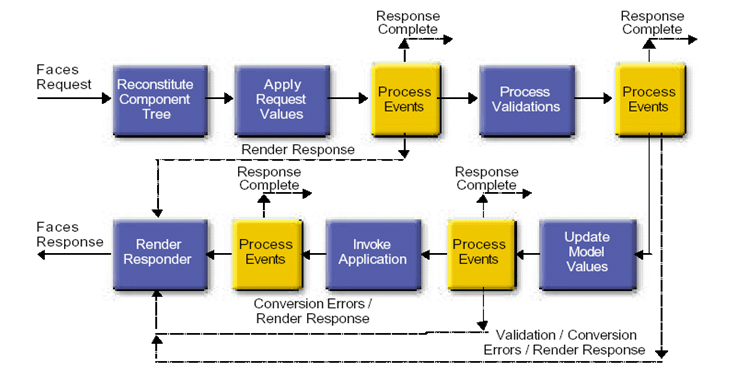 Response
Complete
Response
Complete
Faces
Request
Reconstitute
Component
Tree
Apply
Request
Values
Process
Events
Process
Validations
Process
Events
Render Response
Response
Complete
Response
Complete
Faces
Response
Render
Responder
Process
Events
Invoke
Application
Process
Events
Update
Model
Values
Conversion Errors /
Render Response
Validation / Conversion
Errors / Render Response